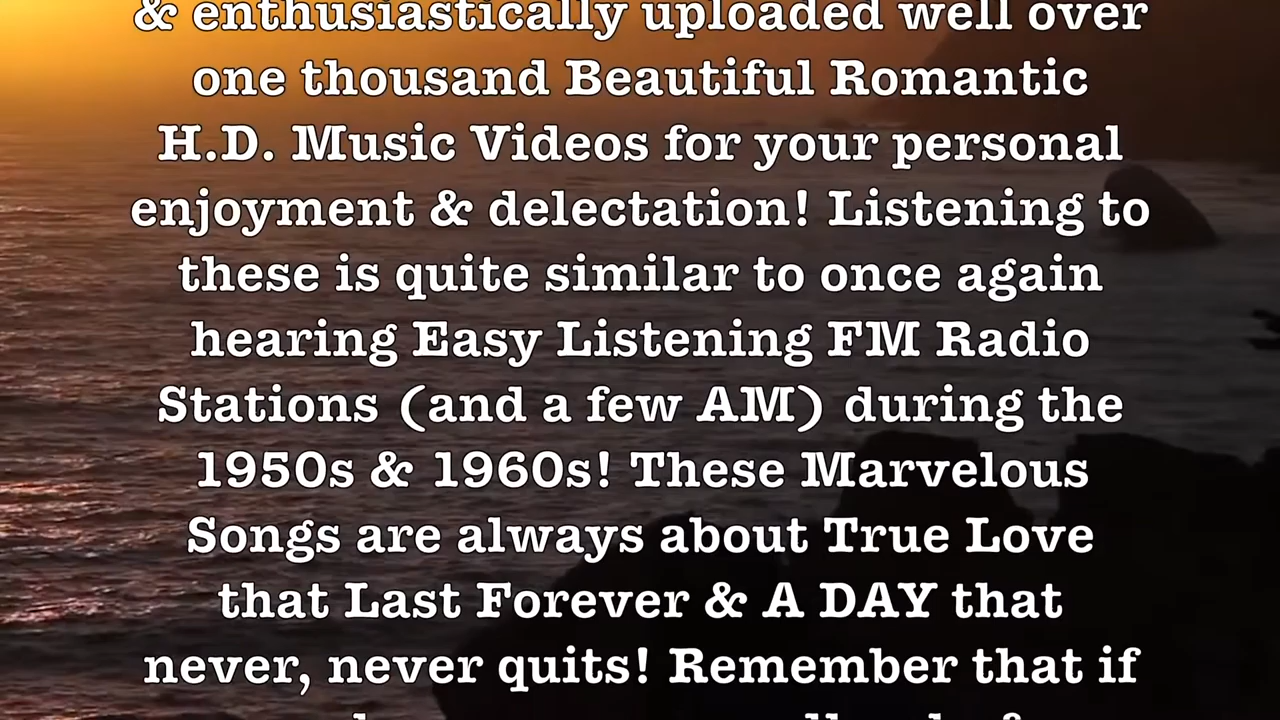 & enthusiastically uploaded well over
one thousand Beautiful Romantic
H.D. Music Videos for your personal
enjoyment & delectation! Listening to
these is quite similar to once again
hearing Easy Listening FM Radio
Stations (and a few AM) during the
1950s & 1960s! These Marvelous
Songs are always about True Love
that Last Forever & A DAY that
never, never quits! Remember that if